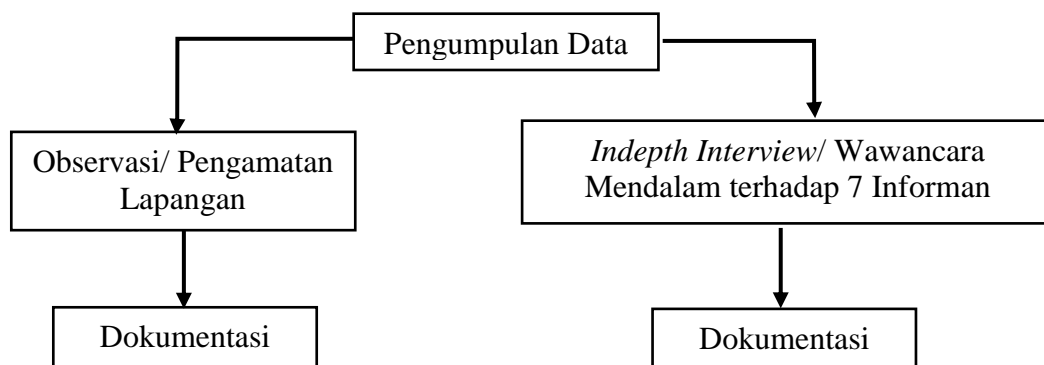 Pengumpulan Data
Observasi/ Pengamatan
Lapangan
Indepth Interview/ Wawancara
Mendalam terhadap 7 Informan
Dokumentasi
Dokumentasi